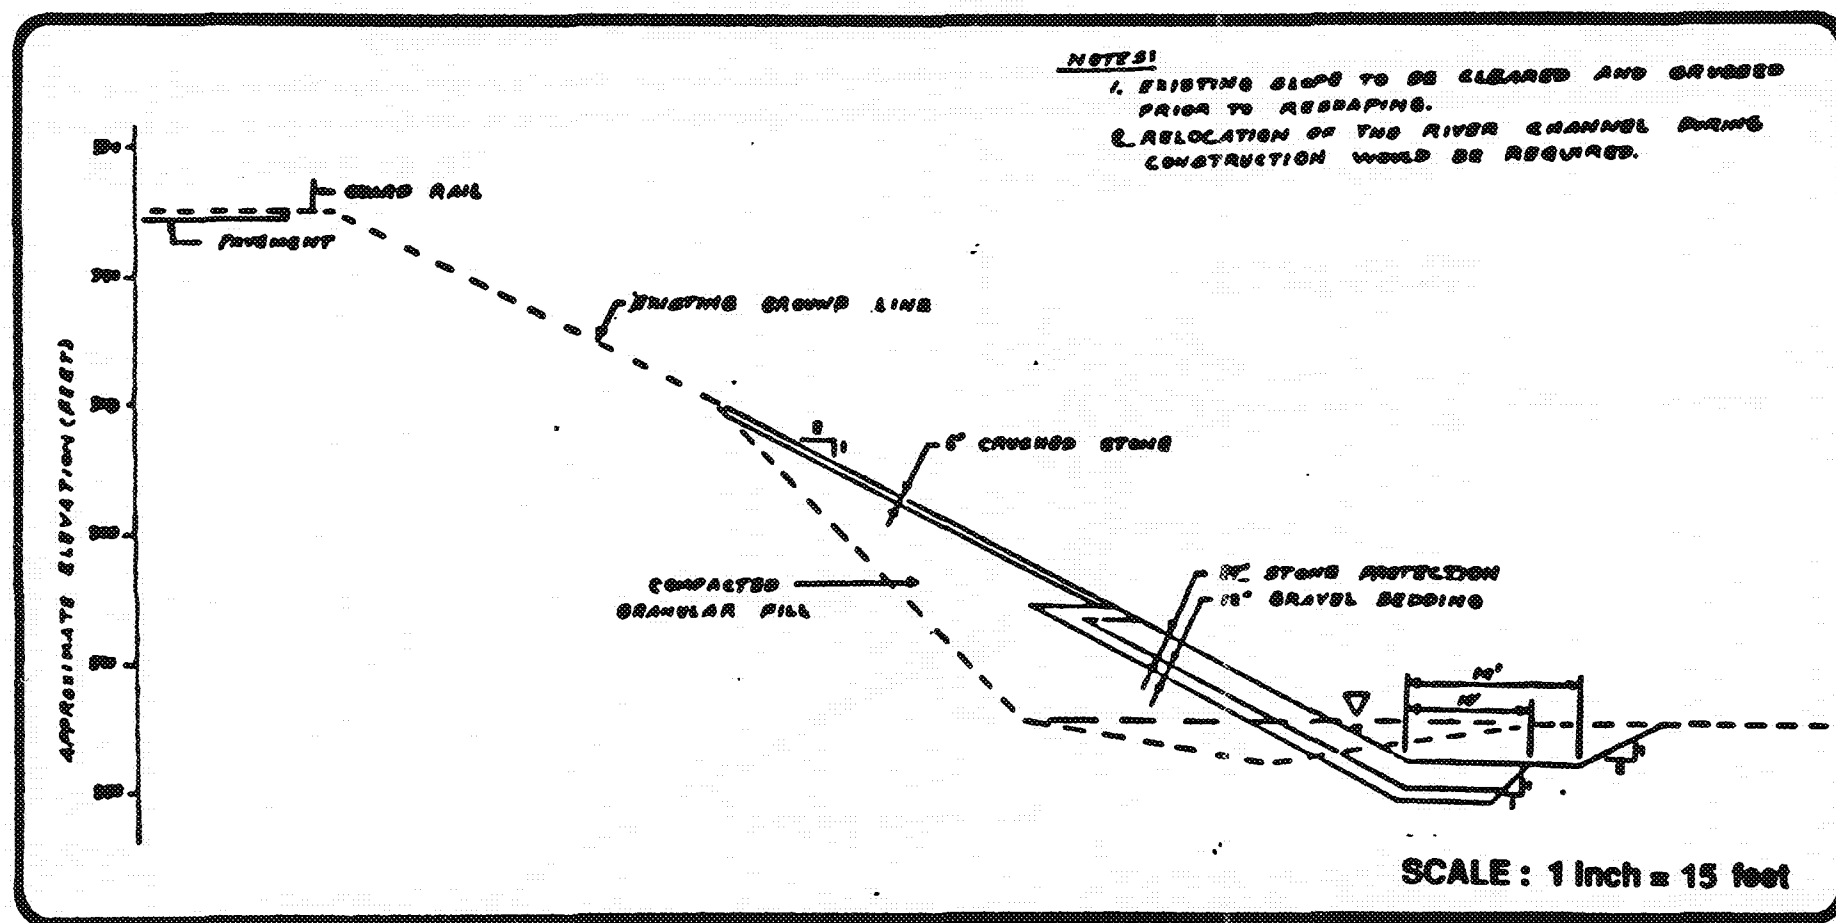 NOTES:
1. EXISTING SLOPE TO BE CLEARED AND GRUBBED
PRIOR TO RESHAPING.
2. RELOCATION OF THE RIVER CHANNEL DURING
CONSTRUCTION WOULD BE REQUIRED.
GUARD RAIL
PAVEMENT
EXISTING GROUND LINE
APPROXIMATE ELEVATION (FEET)
1
6" CRUSHED STONE
COMPACTED
GRANULAR FILL
STONE PROTECTION
GRAVEL BEDDING
SCALE : 1 inch = 15 feet